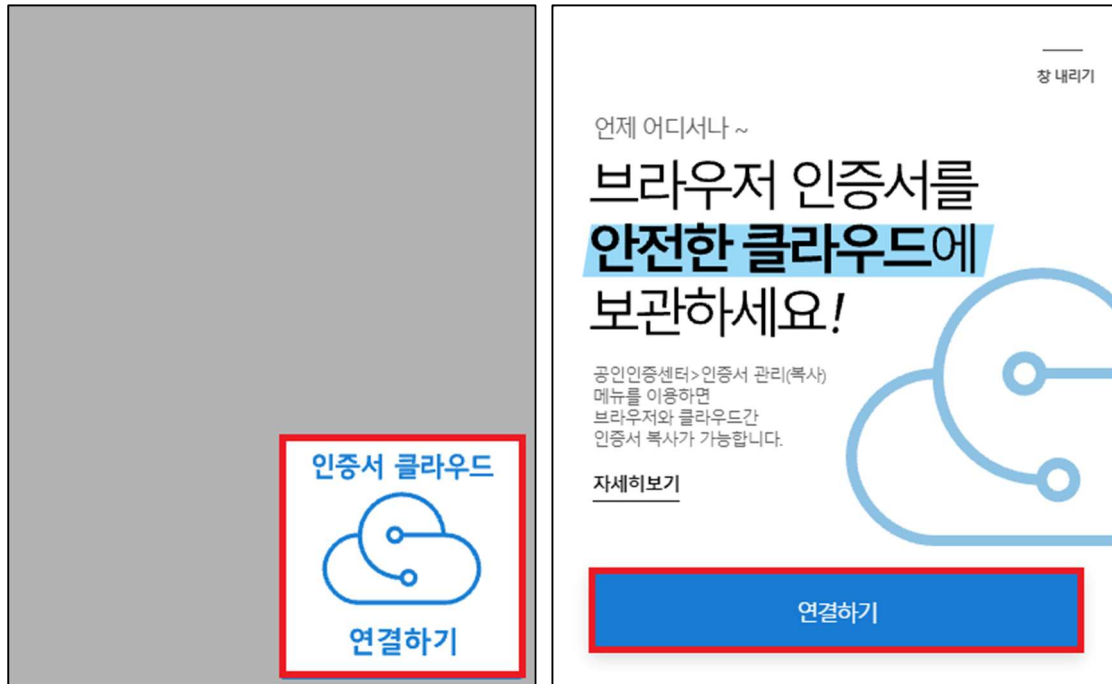 인증서 클라우드
연결하기
창 내리기
언제 어디서나 ~
브라우저 인증서를
안전한 클라우드에
보관하세요!
공인인증센터>인증서 관리(복사)
메뉴를 이용하면
브라우저와 클라우드간
인증서 복사가 가능합니다.
자세히보기
연결하기